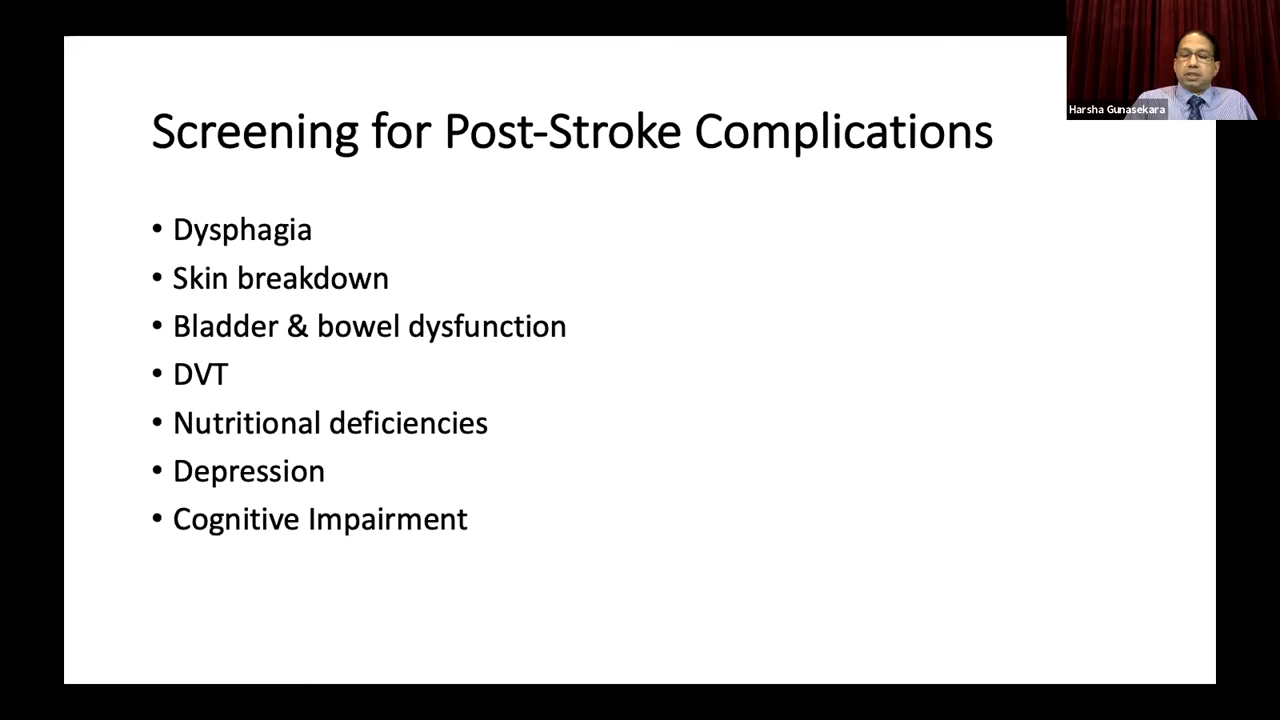 Harsha Gunasekara
Screening for Post-Stroke Complications
• Dysphagia
• Skin breakdown
• Bladder & bowel dysfunction
• DVT
• Nutritional deficiencies
• Depression
• Cognitive Impairment